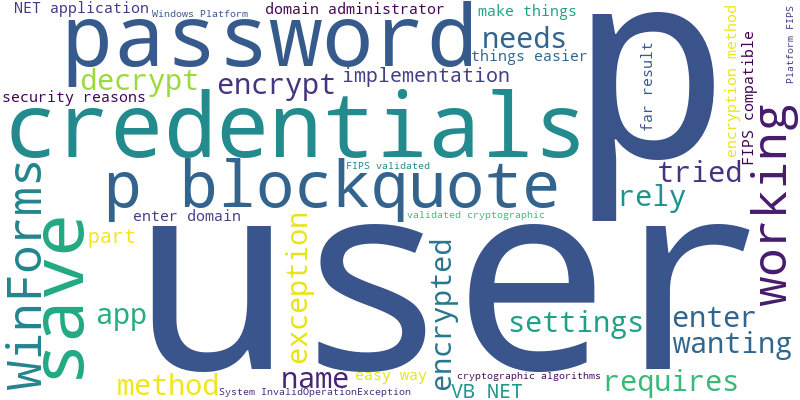 NET application
Windows Platform
domain administrator
make things
password
needs
things easier
p
far result
encryption method
FIPS compatible
Platform FIPS
decrypt
encrypt
implementation
security reasons
credentials
working
tried
rely
FIPS validated
p blockquote
WinForms
save
enter domain
validated cryptographic
part
user
exception
encrypted
app
settings
enter
wanting
method
name
easy way
cryptographic algorithms
requires
System InvalidOperationException
VB NET